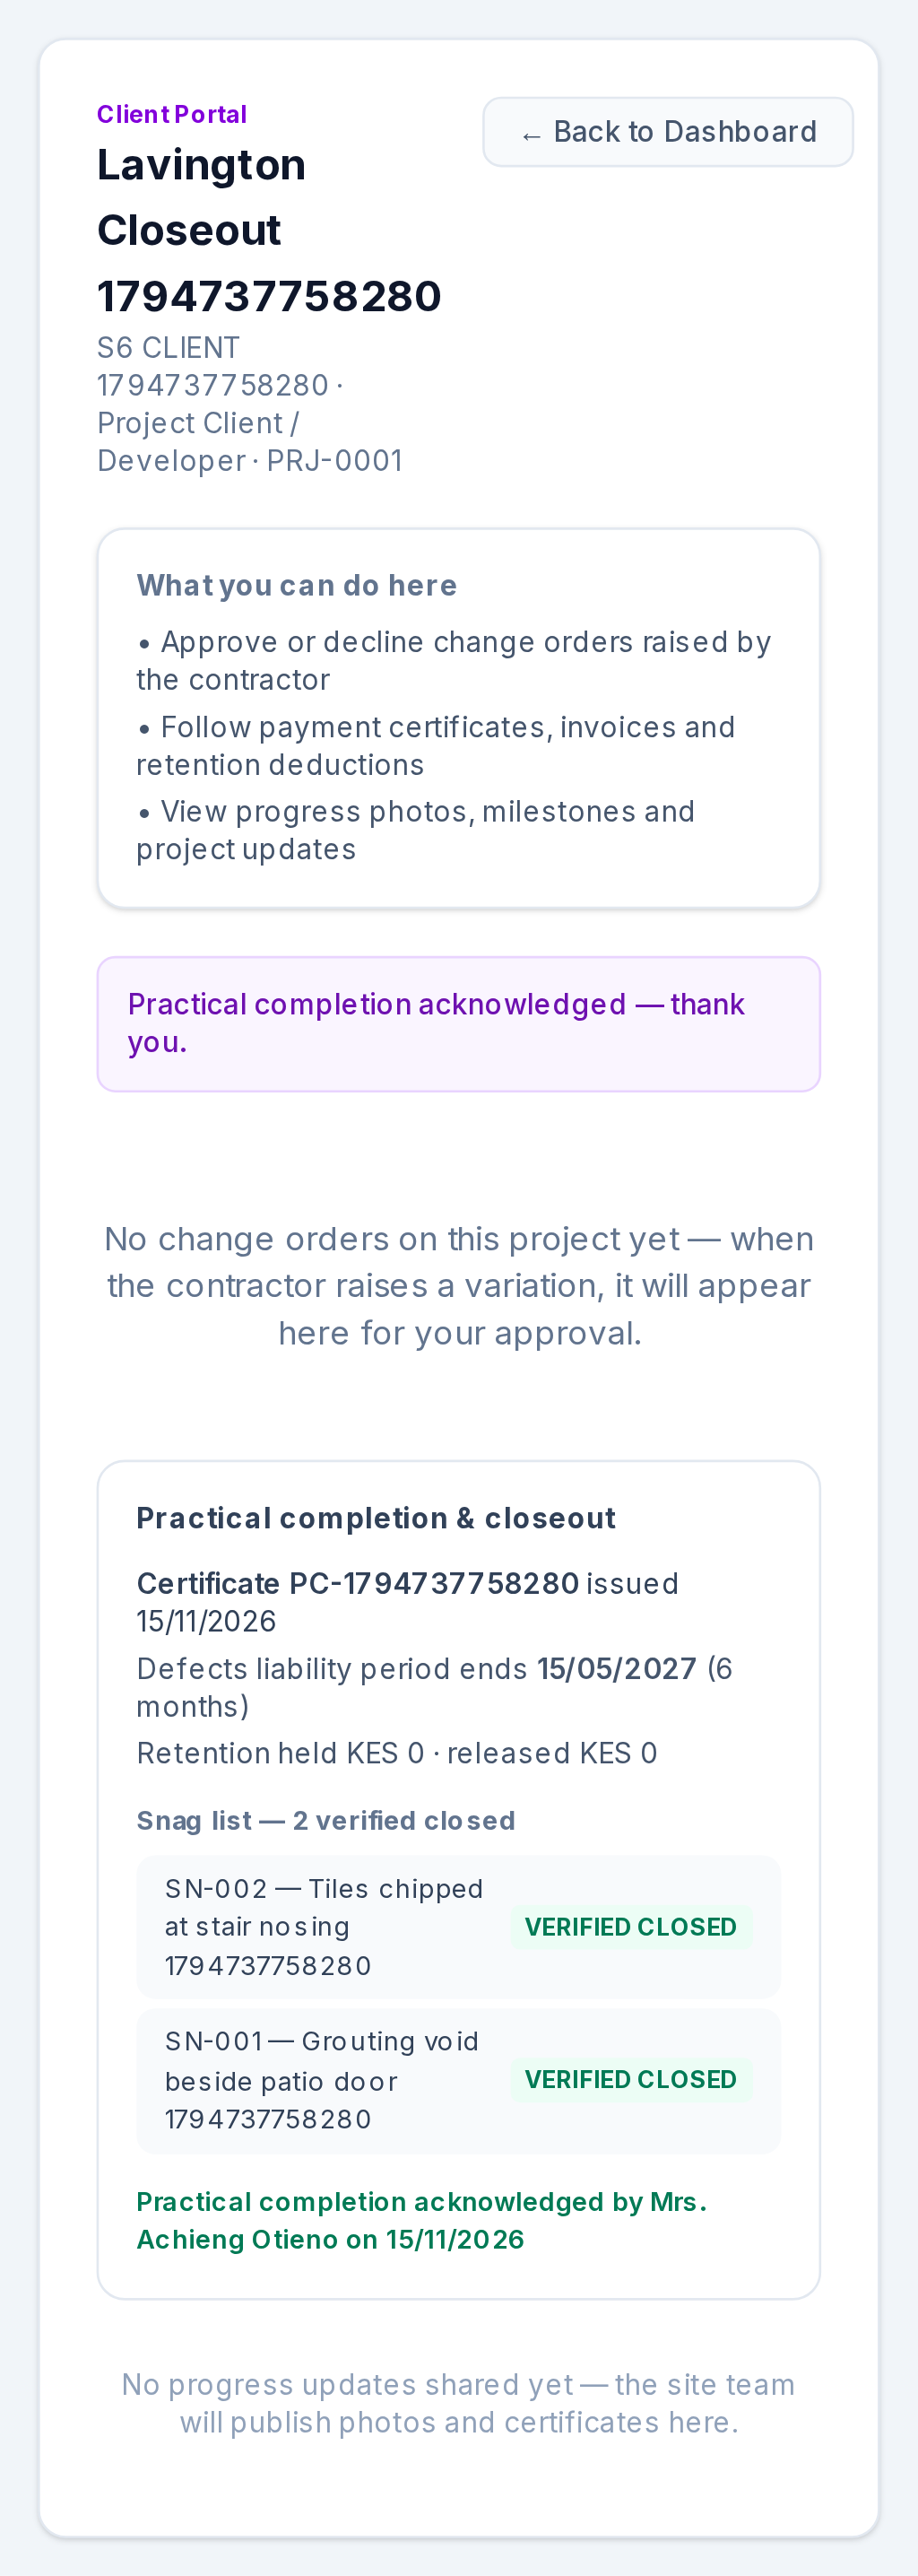 Client Portal
← Back to Dashboard
Lavington
Closeout
1794737758280
S6 CLIENT
1794737758280 ·
Project Client /
Developer · PRJ-0001
What you can do here
• Approve or decline change orders raised by
the contractor
• Follow payment certificates, invoices and
retention deductions
• View progress photos, milestones and
project updates
Practical completion acknowledged — thank
you.
No change orders on this project yet — when
the contractor raises a variation, it will appear
here for your approval.
Practical completion & closeout
Certificate PC-1794737758280 issued
15/11/2026
Defects liability period ends 15/05/2027 (6
months)
Retention held KES 0 · released KES 0
Snag list — 2 verified closed
SN-002 — Tiles chipped
at stair nosing
1794737758280
VERIFIED CLOSED
SN-001 — Grouting void
beside patio door
1794737758280
VERIFIED CLOSED
Practical completion acknowledged by Mrs.
Achieng Otieno on 15/11/2026
No progress updates shared yet — the site team
will publish photos and certificates here.